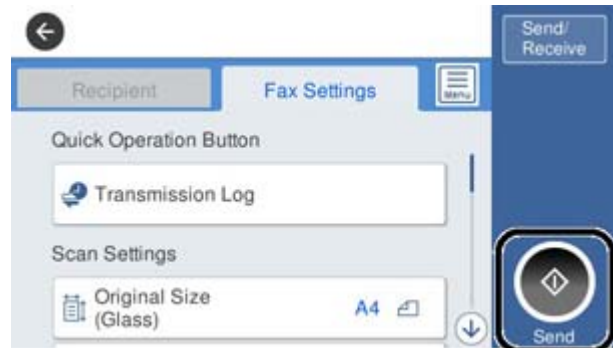 Send/
Receive
Recipient
Fax Settings
Menu
Quick Operation Button
Transmission Log
Scan Settings
Original Size
(Glass)
A4
Send